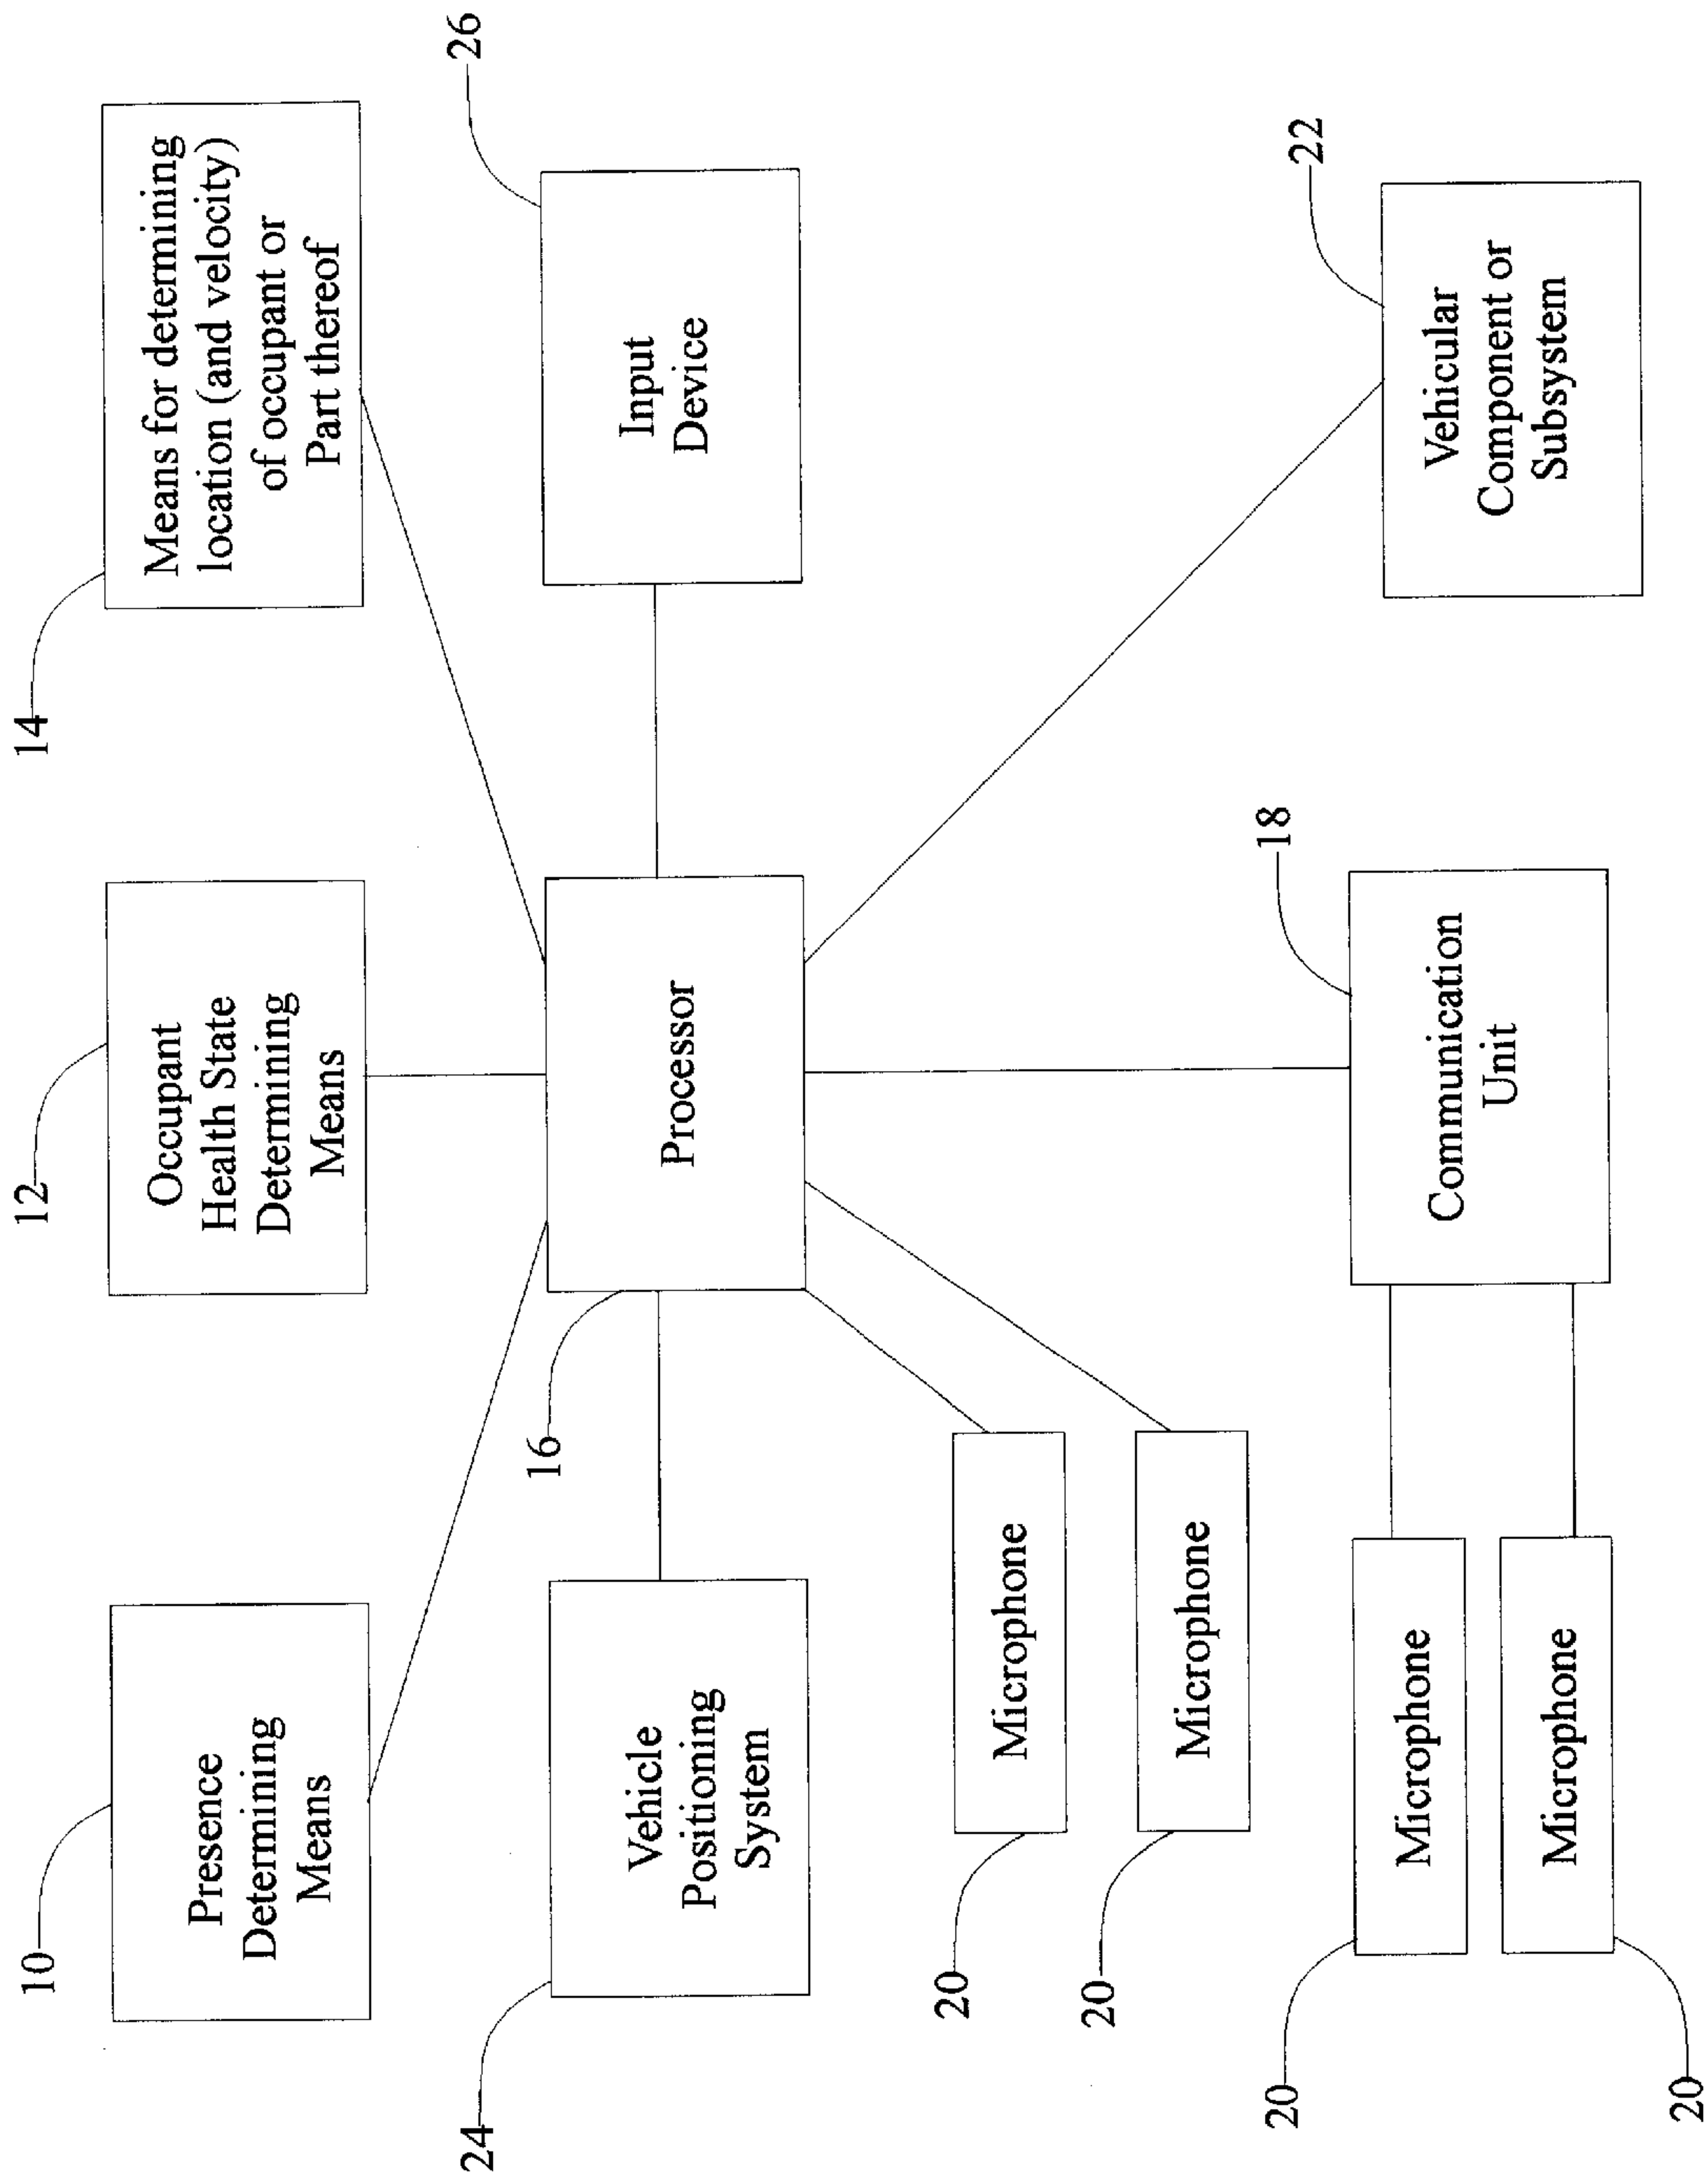 10
Presence
Determining
Means
12
Occupant
Health State
Determining
Means
14
Means for determining
location (and velocity)
of occupant or
Part thereof
24
Vehicle
Positioning
System
16
Processor
26
Input
Device
20
Microphone
20
Microphone
20
Microphone
20
Microphone
18
Communication
Unit
22
Vehicular
Component or
Subsystem